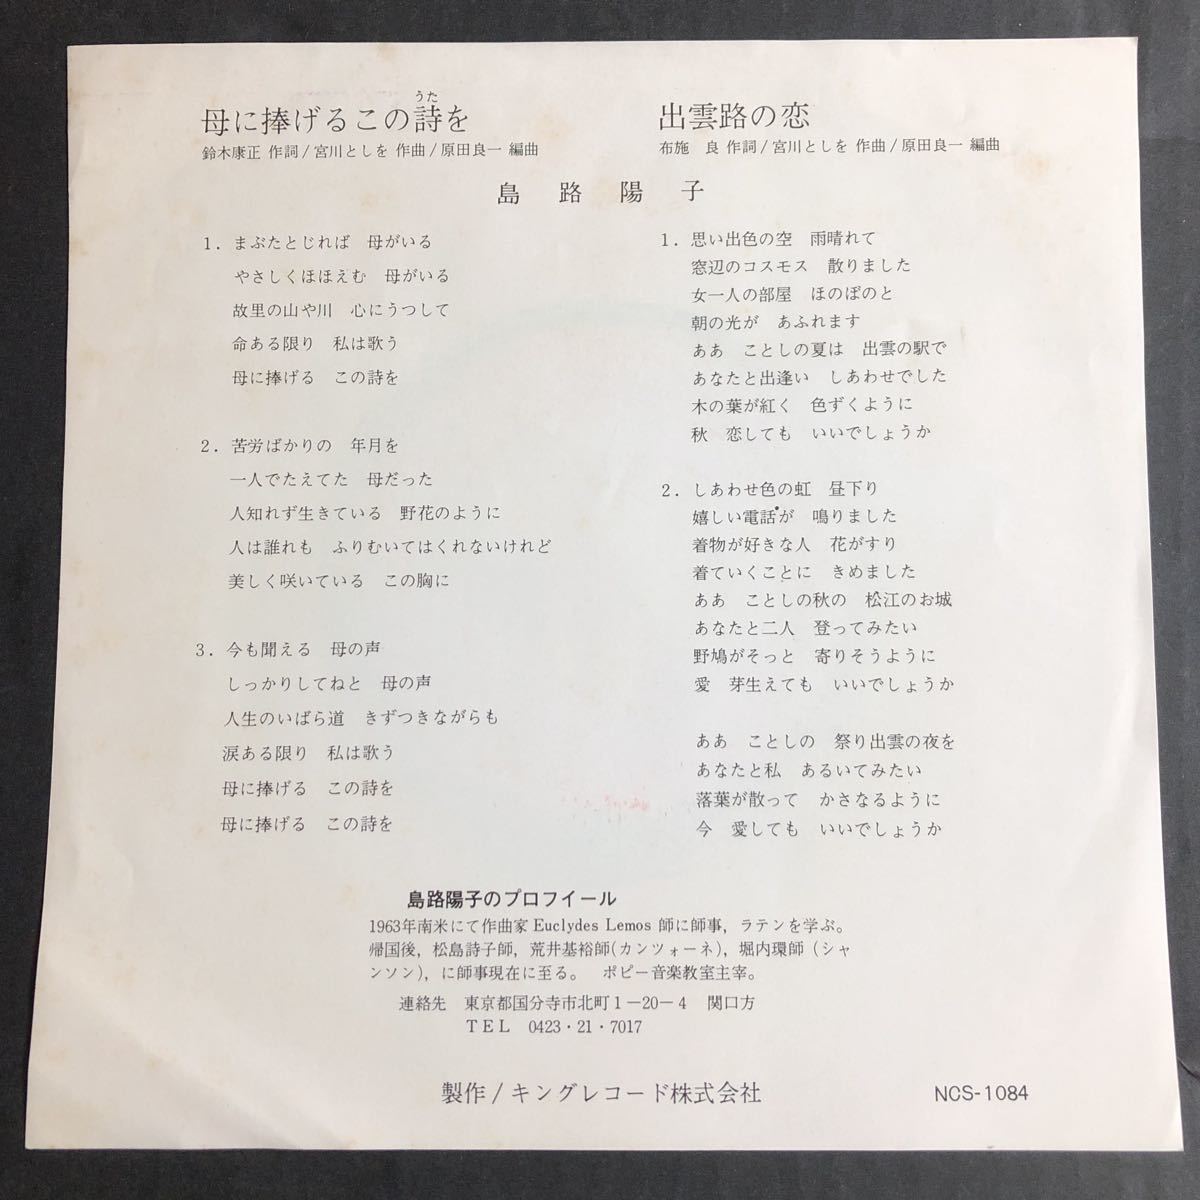 うた
母に捧げるこの詩を
鈴木康正 作詞/宮川としを 作曲/原田良一 編曲
出雲路の恋
布施 良 作詞/宮川としを 作曲/原田良一 編曲
島路陽子
1. まぶたとじれば 母がいる
やさしくほほえむ 母がいる
故里の山や川 心にうつして
命ある限り 私は歌う
母に捧げる この詩を
2. 苦労ばかりの 年月を
一人でたえてた 母だった
人知れず生きている 野花のように
人は誰れも ふりむいてはくれないけれど
美しく咲いている この胸に
3. 今も聞える 母の声
しっかりしてねと 母の声
人生のいばら道 きずつきながらも
涙ある限り 私は歌う
母に捧げる この詩を
母に捧げる この詩を
1. 思い出色の空 雨晴れて
窓辺のコスモス 散りました
女一人の部屋 ほのぼのと
朝の光が あふれます
ああ ことしの夏は 出雲の駅で
あなたと出逢い しあわせでした
木の葉が紅く 色ずくように
秋 恋しても いいでしょうか
2. しあわせ色の虹 昼下り
嬉しい電話が 鳴りました
着物が好きな人 花がすり
着ていくことに きめました
ああ ことしの秋の 松江のお城
あなたと二人 登ってみたい
野鳩がそっと 寄りそうように
愛 芽生えても いいでしょうか
ああ ことしの 祭り出雲の夜を
あなたと私 あるいてみたい
落葉が散って かさなるように
今 愛しても いいでしょうか
島路陽子のプロフイール
1963年南米にて作曲家 Euclydes Lemos 師に師事, ラテンを学ぶ。
帰国後, 松島詩子師, 荒井基裕師(カンツォーネ), 堀内環師 (シャ
ンソン), に師事現在に至る。 ポピー音楽教室主宰。
連絡先 東京都国分寺市北町1-20-4 関口方
TEL 0423・21・7017
製作/キングレコード株式会社
NCS-1084